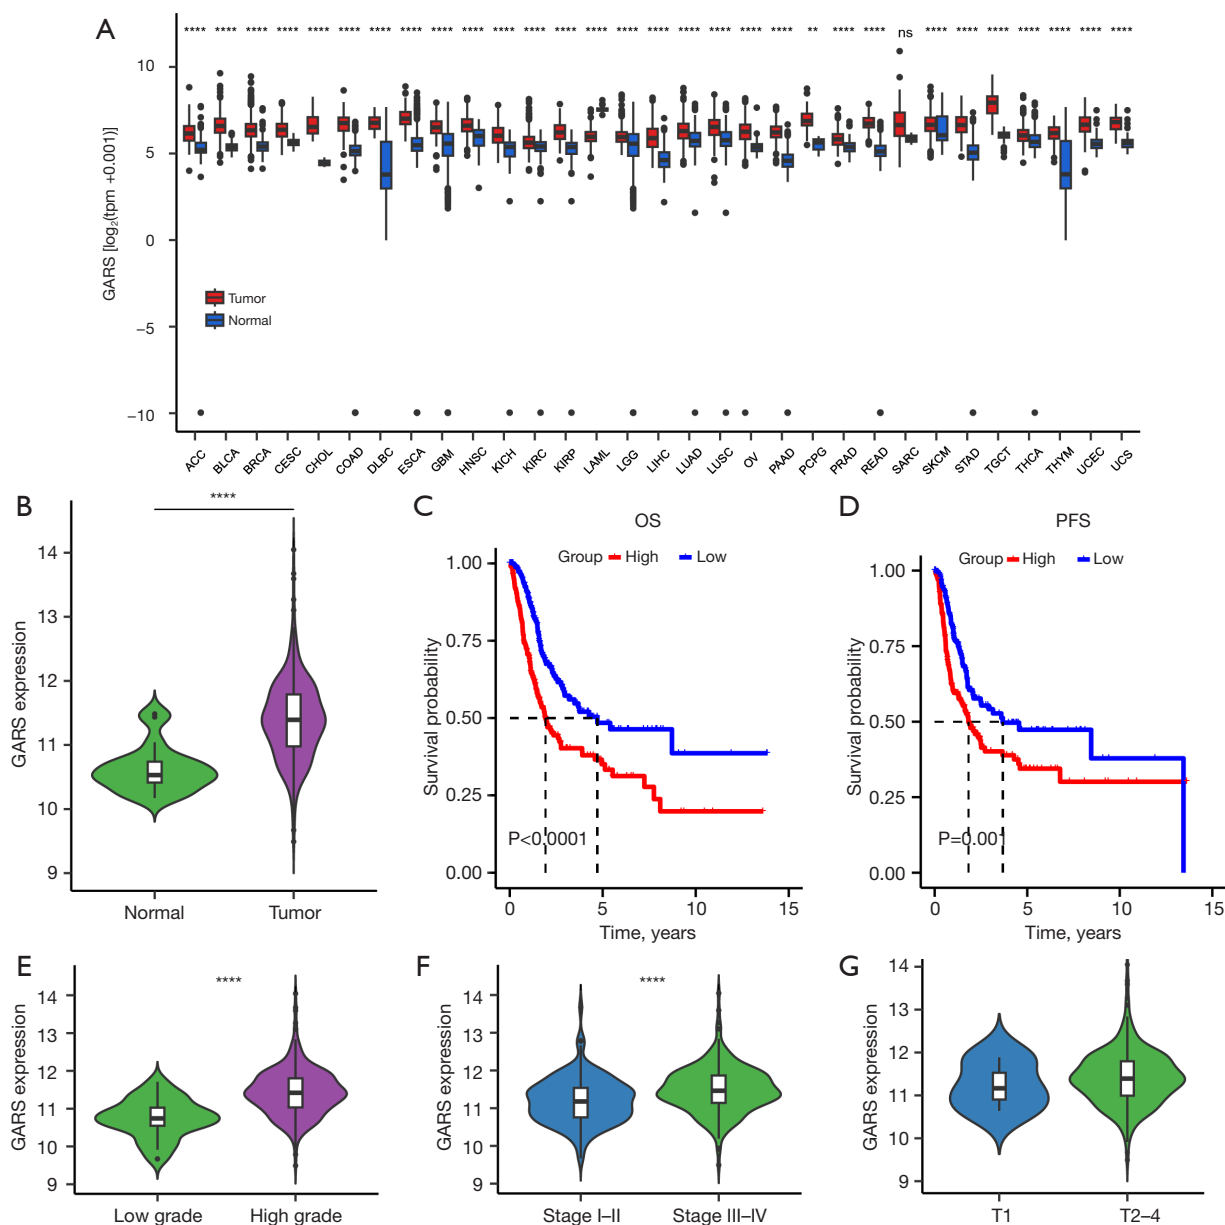 A
**** **** **** **** **** **** **** **** **** **** **** **** **** **** **** **** **** **** **** **** ** **** **** ns **** **** **** **** **** **** ****
GARS [log₂(tpm +0.001)]
10
5
0
−5
−10
Tumor
Normal
ACC BLCA BRCA CESC CHOL COAD DLBC ESCA GBM HNSC KICH KIRC KIRP LAML LGG LIHC LUAD LUSC OV PAAD PCPG PRAD READ SARC SKCM STAD TGCT THCA THYM UCEC UCS
B
****
GARS expression
14
13
12
11
10
9
Normal Tumor
C
OS
Group High Low
Survival probability
1.00
0.75
0.50
0.25
0.00
P<0.0001
0 5 10 15
Time, years
D
PFS
Group High Low
Survival probability
1.00
0.75
0.50
0.25
0.00
P=0.001
0 5 10 15
Time, years
E
****
GARS expression
14
13
12
11
10
9
Low grade High grade
F
****
GARS expression
14
13
12
11
10
9
Stage I–II Stage III–IV
G
GARS expression
14
13
12
11
10
9
T1 T2–4